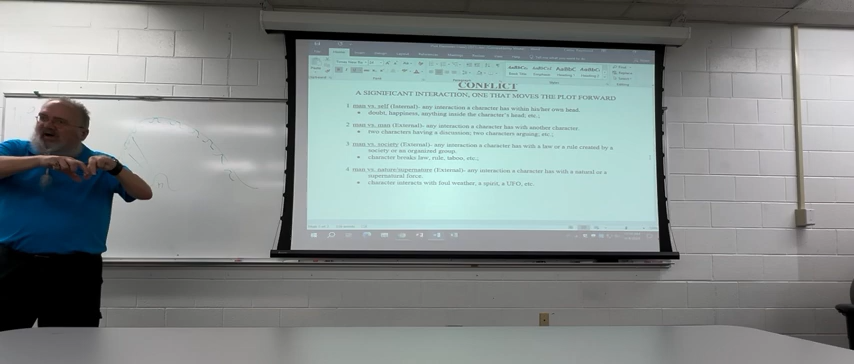 CONFLICT
A SIGNIFICANT INTERACTION, ONE THAT MOVES THE PLOT FORWARD
1 man vs. self (Internal)- any interaction a character has within his/her own head.
• doubt, happiness, anything inside the character's head; etc.;
2 man vs. man (External)- any interaction a character has with another character.
• two characters having a discussion; two characters arguing; etc.;
3 man vs. society (External)- any interaction a character has with a law or a rule created by a
society or an organized group.
• character breaks law, rule, taboo, etc.;
4 man vs. nature/supernature (External)- any interaction a character has with a natural or a
supernatural force.
• character interacts with foul weather, a spirit, a UFO, etc.